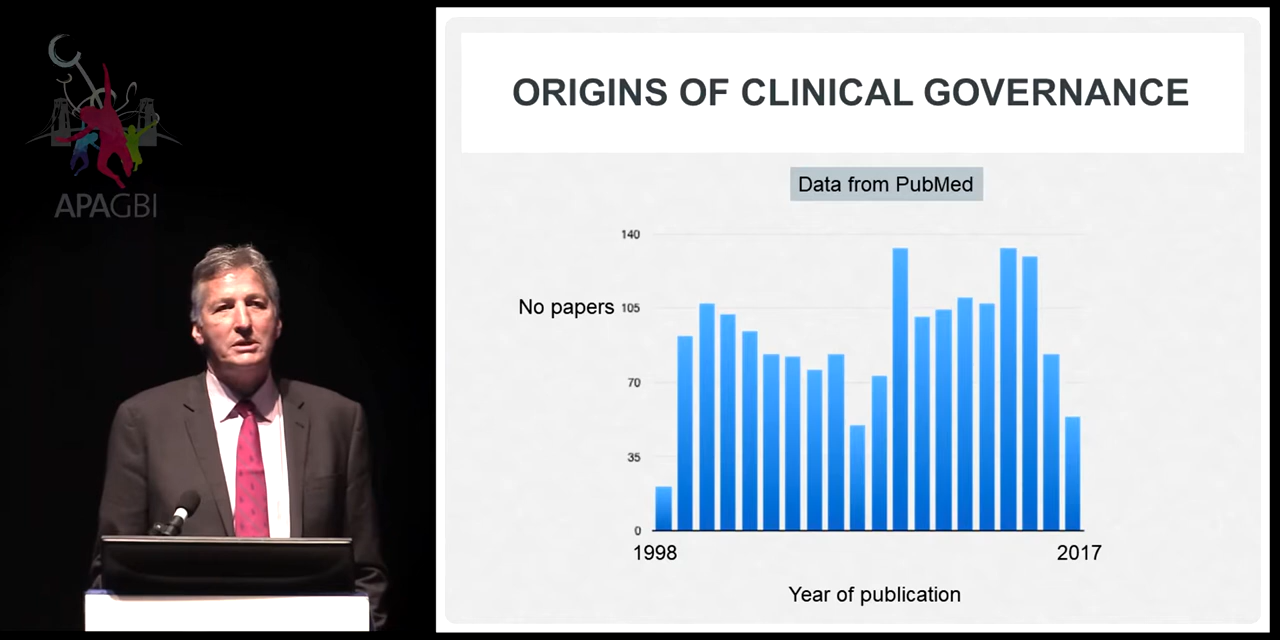 APAGBI
ORIGINS OF CLINICAL GOVERNANCE
Data from PubMed
140
No papers
105
70
35
0
1998
2017
Year of publication